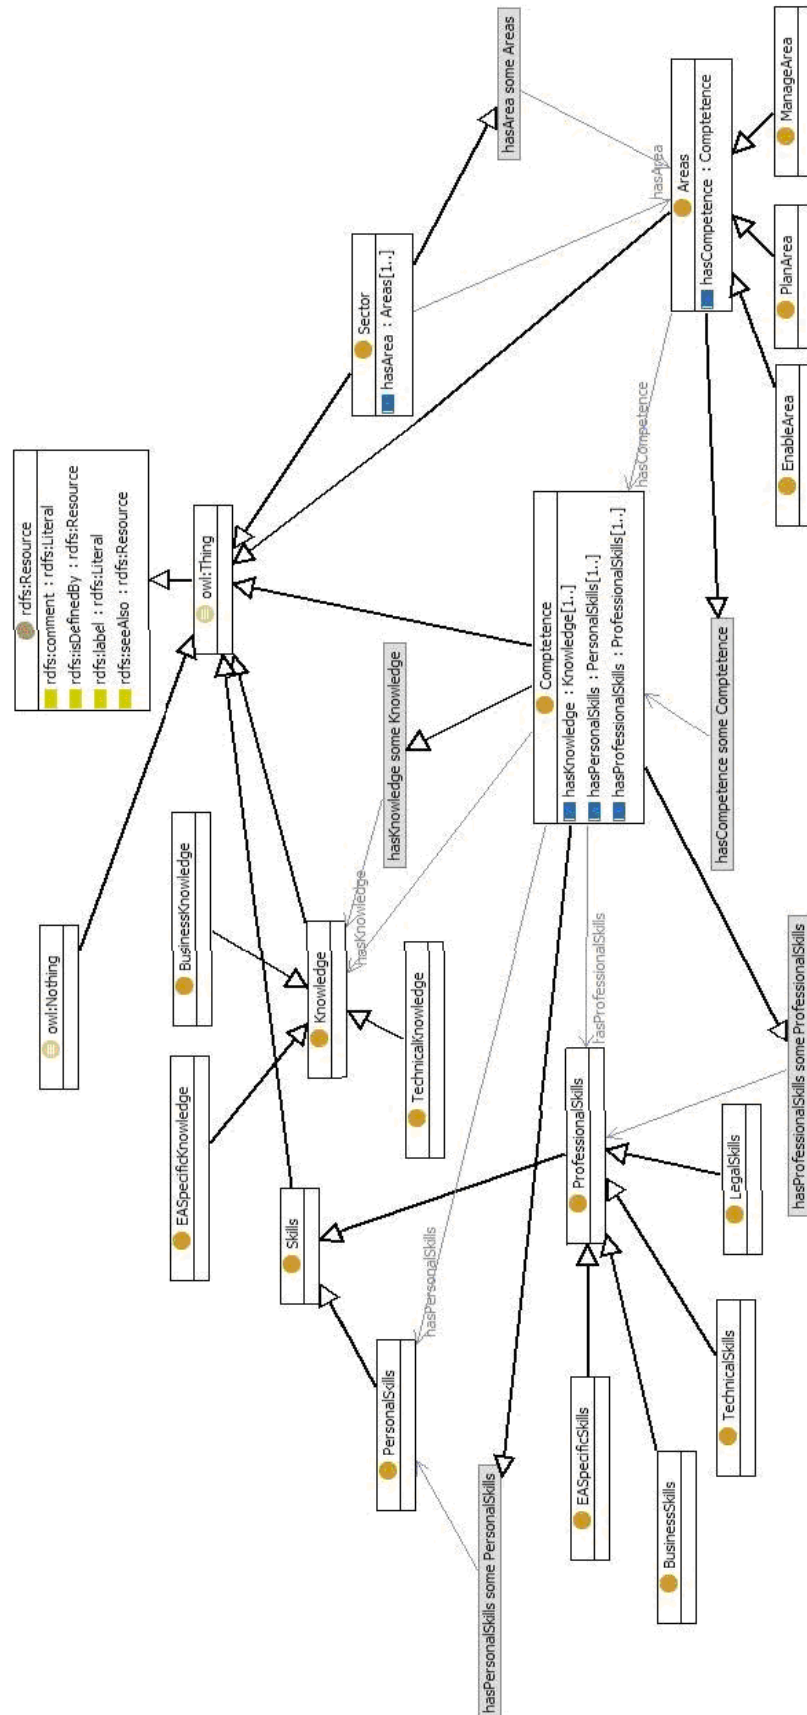 rdfs:Resource
rdfs:comment : rdfs:Literal
rdfs:isDefinedBy : rdfs:Resource
rdfs:label : rdfs:Literal
rdfs:seeAlso : rdfs:Resource
owl:Nothing
owl:Thing
EASpecificKnowledge
BusinessKnowledge
Skills
Knowledge
hasKnowledge
Sector
hasArea : Areas[1..]
PersonalSkills
hasPersonalSkills
TechnicalKnowledge
hasKnowledge some Knowledge
hasArea some Areas
hasPersonalSkills some PersonalSkills
Comptetence
hasKnowledge : Knowledge[1..]
hasPersonalSkills : PersonalSkills[1..]
hasProfessionalSkills : ProfessionalSkills[1..]
EASpecificSkills
ProfessionalSkills
hasProfessionalSkills
hasCompetence
hasArea
Areas
hasCompetence : Comptetence
BusinessSkills
TechnicalSkills
LegalSkills
hasCompetence some Comptetence
hasProfessionalSkills some ProfessionalSkills
EnableArea
PlanArea
ManageArea